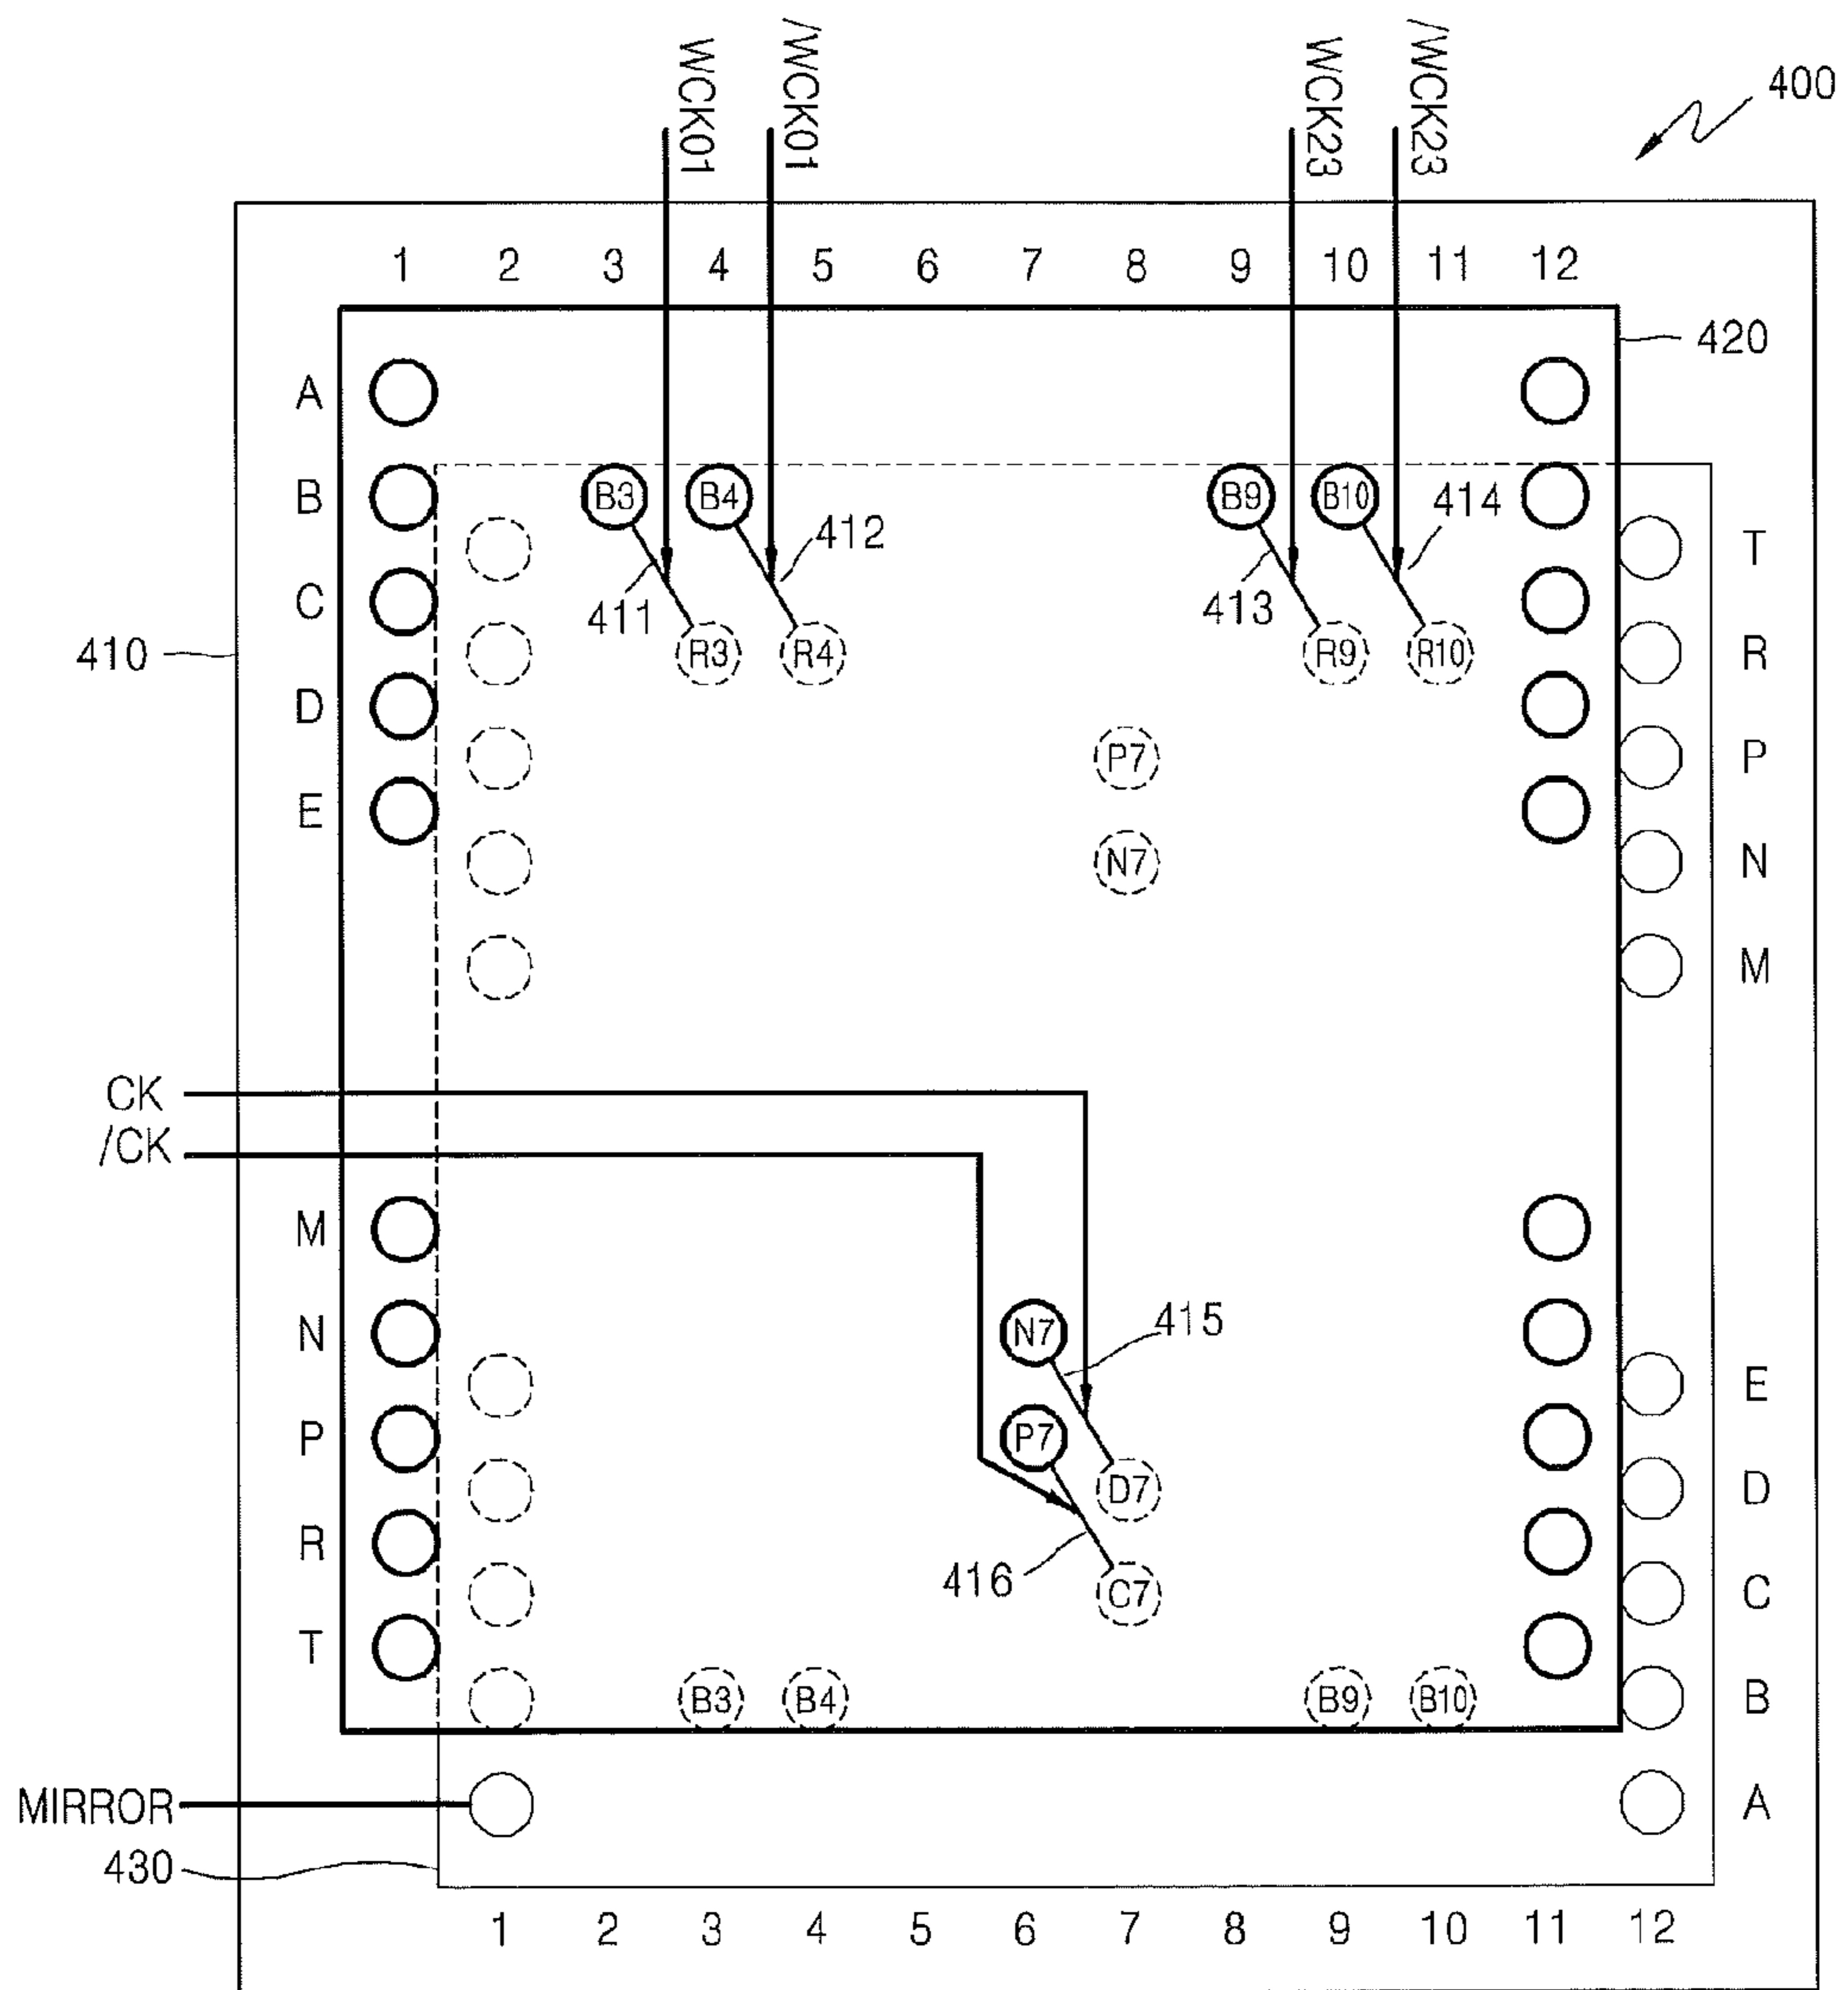 WCK01 /WCK01 WCK23 /WCK23
400
1 2 3 4 5 6 7 8 9 10 11 12
420
A
B B3 B4 B9 B10 414
412 T
C 411 413
410 R3 R4 R9 R10 R
D
P7 P
E
N7 N
M
CK
/CK
M
N N7 415
E
P P7
D7 D
R
416 C7 C
T
B3 B4 B9 B10 B
MIRROR A
430
1 2 3 4 5 6 7 8 9 10 11 12